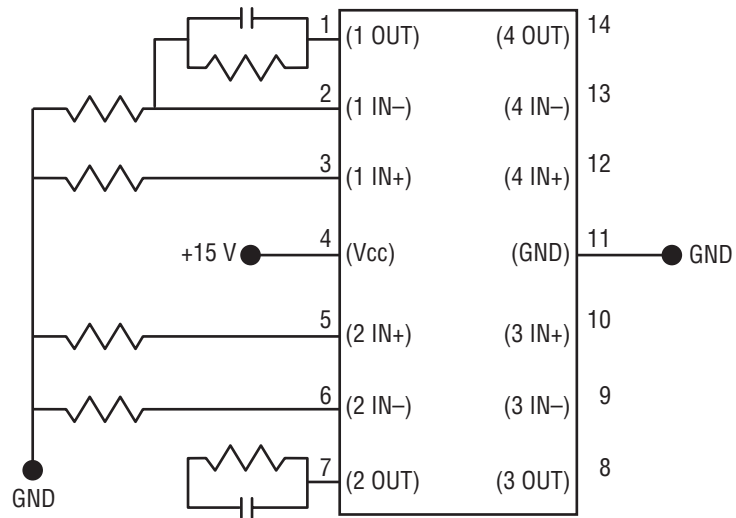 1 (1 OUT) (4 OUT) 14
2 (1 IN–) (4 IN–) 13
3 (1 IN+) (4 IN+) 12
+15 V 4 (Vcc) (GND) 11 GND
5 (2 IN+) (3 IN+) 10
6 (2 IN–) (3 IN–) 9
7 (2 OUT) (3 OUT) 8
GND